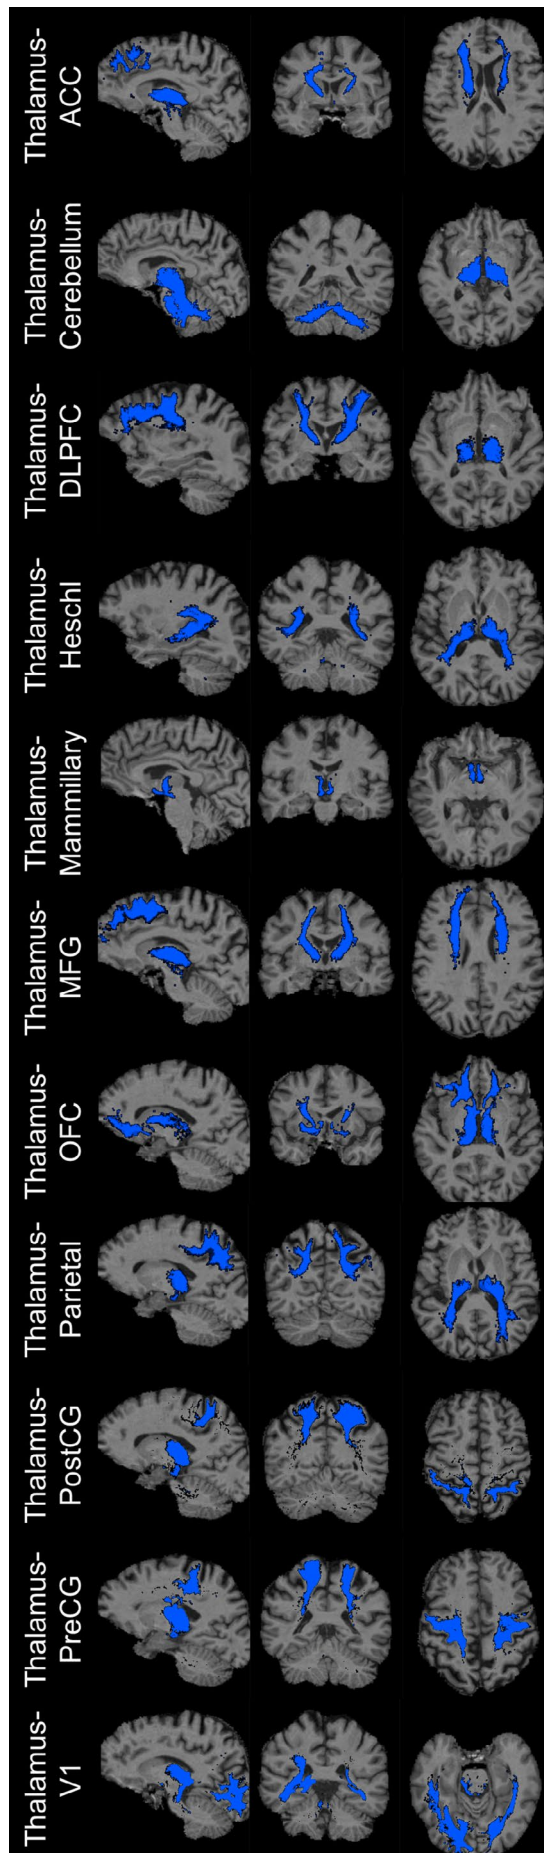 Thalamus-
ACC
Thalamus-
Cerebellum
Thalamus-
DLPFC
Thalamus-
Heschl
Thalamus-
Mammillary
Thalamus-
MFG
Thalamus-
OFC
Thalamus-
Parietal
Thalamus-
PostCG
Thalamus-
PreCG
Thalamus-
V1